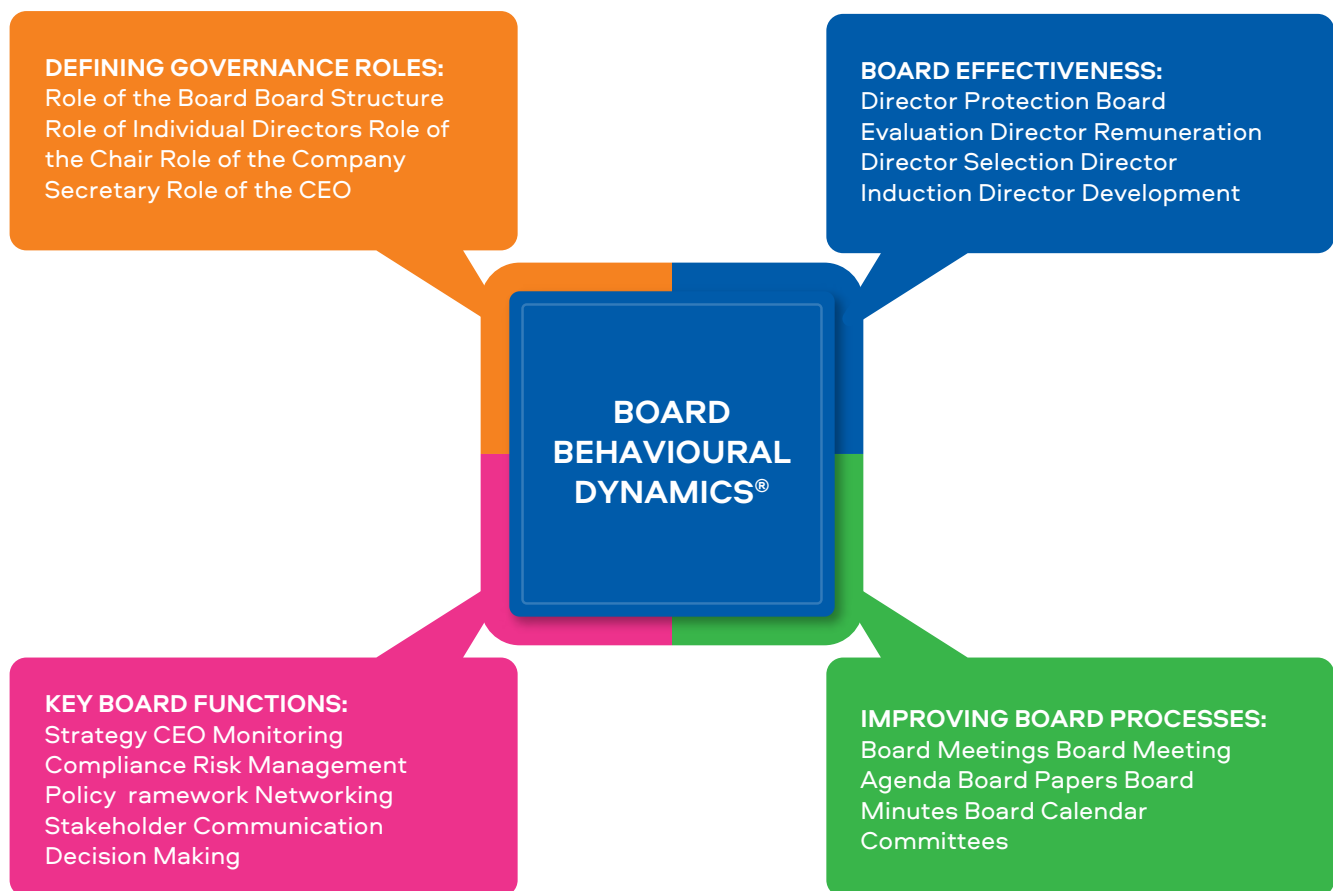 DEFINING GOVERNANCE ROLES:
Role of the Board Board Structure
Role of Individual Directors Role of
the Chair Role of the Company
Secretary Role of the CEO
BOARD EFFECTIVENESS:
Director Protection Board
Evaluation Director Remuneration
Director Selection Director
Induction Director Development
BOARD
BEHAVIOURAL
DYNAMICS®
KEY BOARD FUNCTIONS:
Strategy CEO Monitoring
Compliance Risk Management
Policy ramework Networking
Stakeholder Communication
Decision Making
IMPROVING BOARD PROCESSES:
Board Meetings Board Meeting
Agenda Board Papers Board
Minutes Board Calendar
Committees